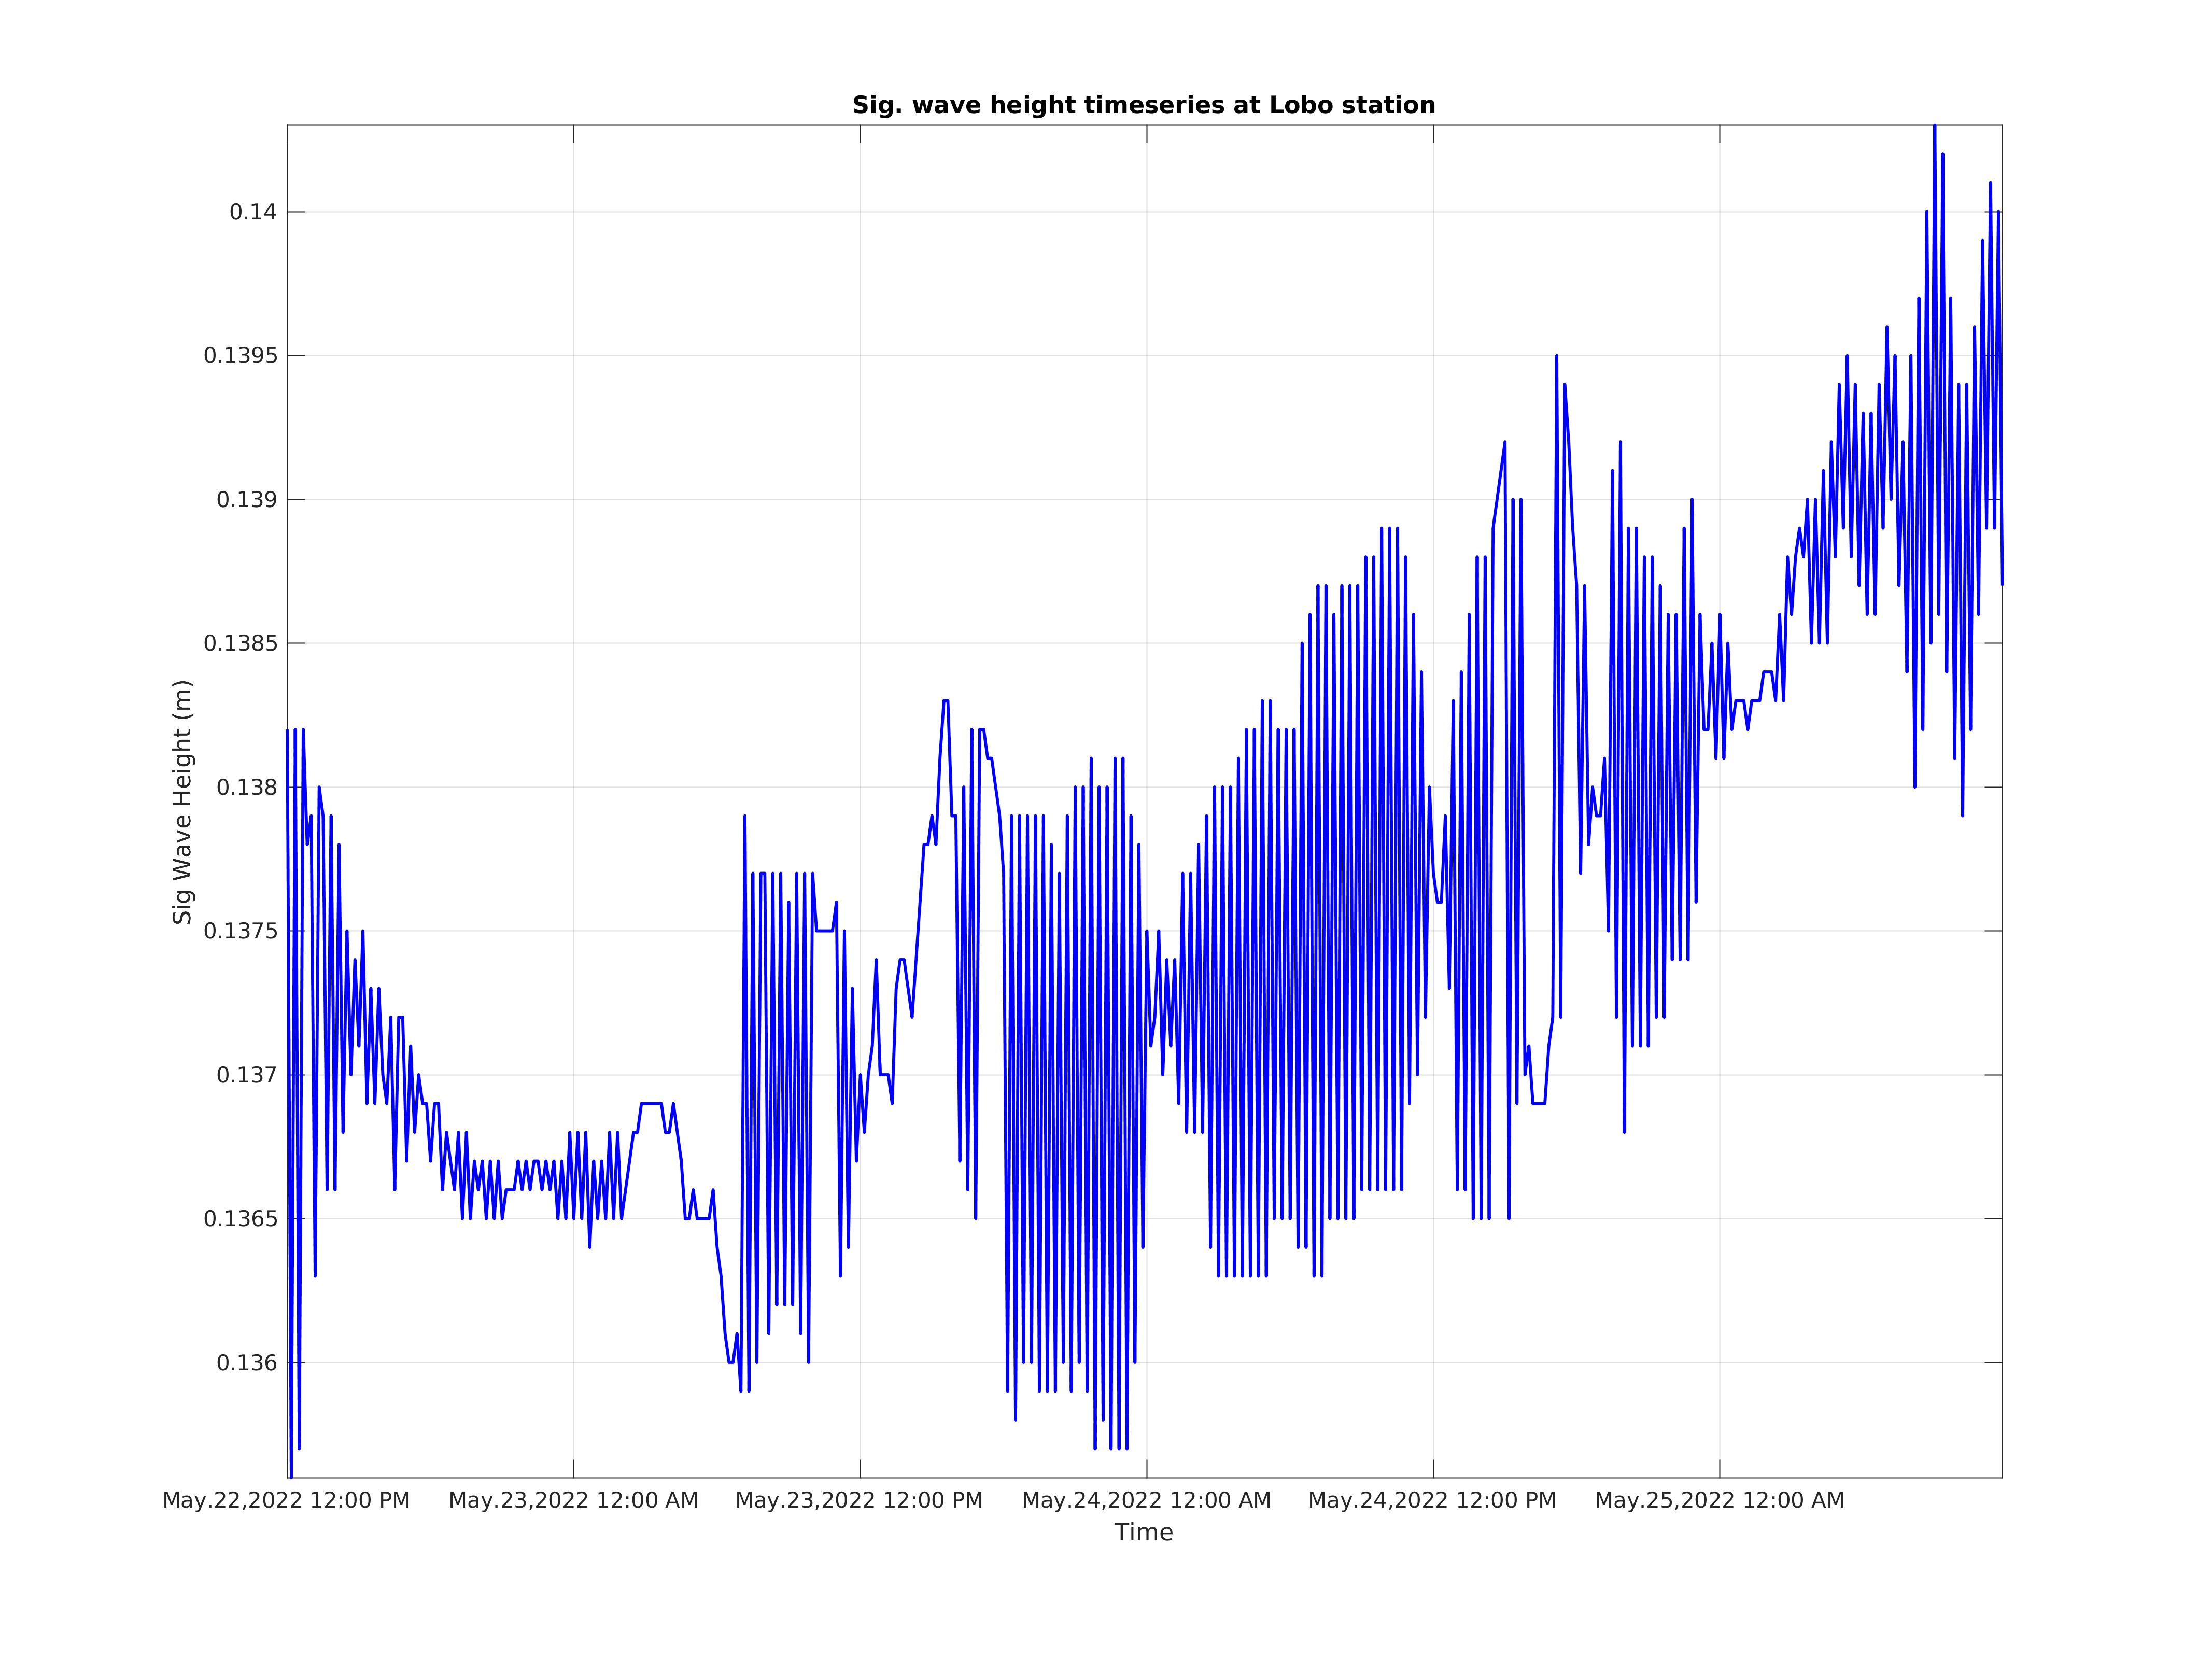 Sig. wave height timeseries at Lobo station
0.14
0.1395
0.139
0.1385
0.138
0.1375
0.137
0.1365
0.136
Sig Wave Height (m)
May.22,2022 12:00 PM May.23,2022 12:00 AM May.23,2022 12:00 PM May.24,2022 12:00 AM May.24,2022 12:00 PM May.25,2022 12:00 AM
Time